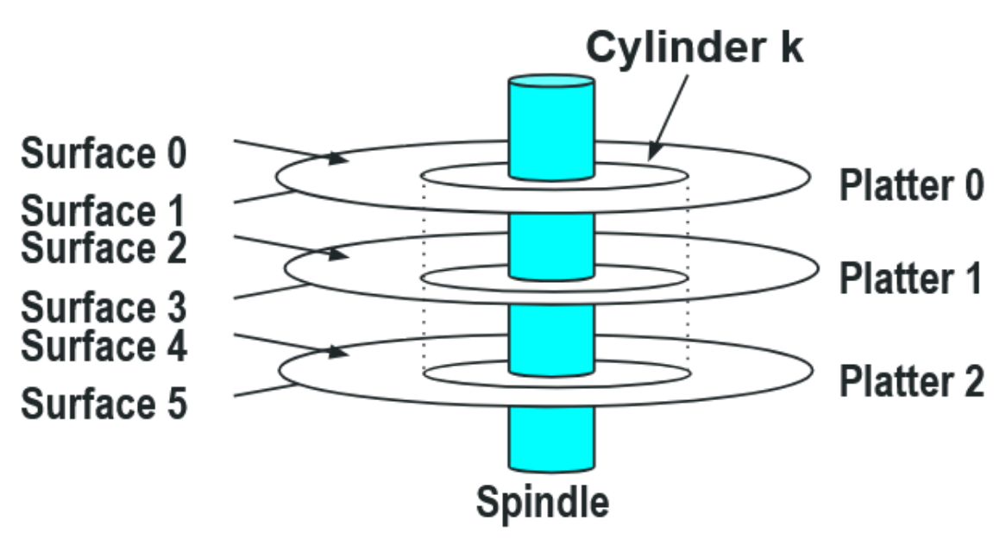 Cylinder k
Surface 0
Surface 1
Surface 2
Surface 3
Surface 4
Surface 5
Platter 0
Platter 1
Platter 2
Spindle